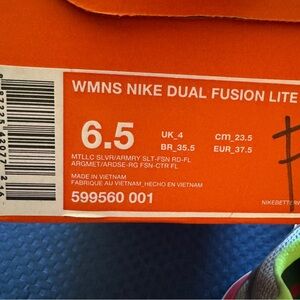 WMNS NIKE DUAL FUSION LITE
6.5
UK_4 cm_23.5
BR_35.5 EUR_37.5
MTLLC SLVR/ARMRY SLT-FSN RD-FL
ARGMET/ARDSE-RG FSN-CTR FL
MADE IN VIETNAM
FABRIQUE AU VIETNAM_HECHO EN VIETNAM
599560 001
NIKEBETTERW